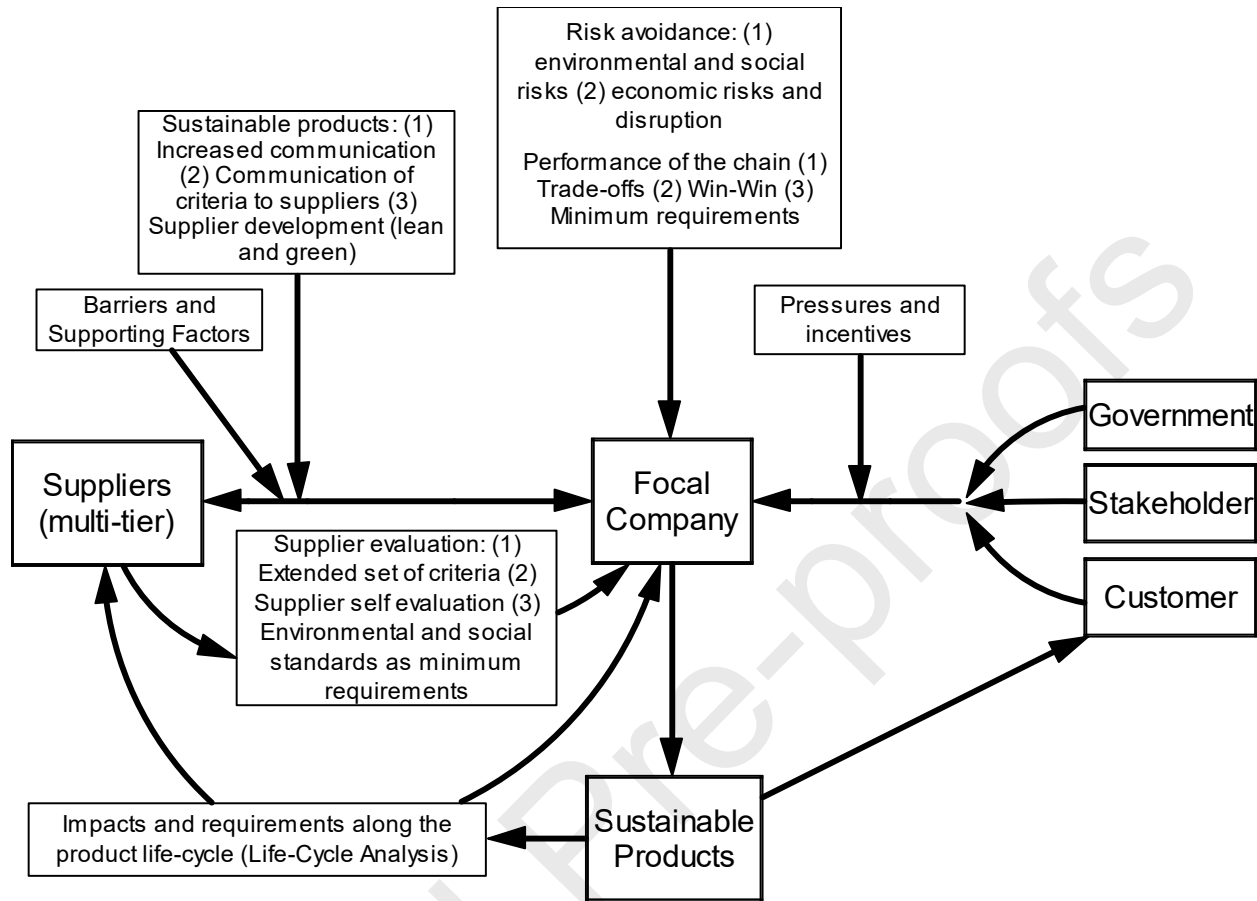 Risk avoidance: (1)
environmental and social
risks (2) economic risks and
disruption
Performance of the chain (1)
Trade-offs (2) Win-Win (3)
Minimum requirements
Sustainable products: (1)
Increased communication
(2) Communication of
criteria to suppliers (3)
Supplier development (lean
and green)
Barriers and
Supporting Factors
Pressures and
incentives
Government
Suppliers
(multi-tier)
Focal
Company
Stakeholder
Supplier evaluation: (1)
Extended set of criteria (2)
Supplier self evaluation (3)
Environmental and social
standards as minimum
requirements
Customer
Impacts and requirements along the
product life-cycle (Life-Cycle Analysis)
Sustainable
Products
Pre-proofs